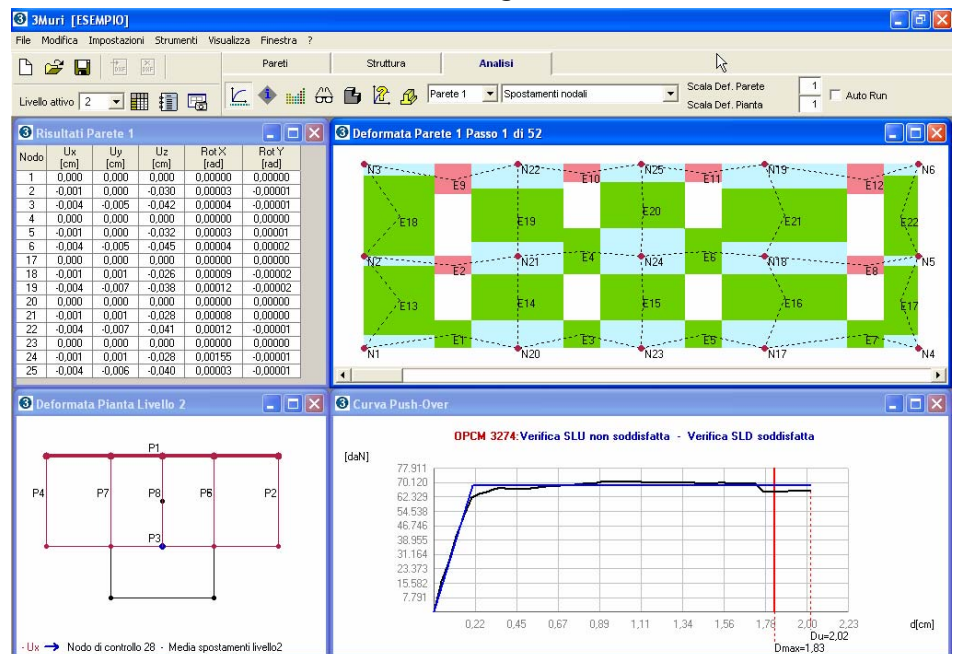 3Muri [ESEMPIO]
File Modifica Impostazioni Strumenti Visualizza Finestra ?
Pareti Struttura Analisi
Livello attivo 2 Parete 1 Spostamenti nodali Scala Def. Parete 1 Auto Run
Scala Def. Pianta 1
Risultati Parete 1
Nodo Ux [cm] Uy [cm] Uz [cm] RotX [rad] RotY [rad]
1 0,000 0,000 0,000 0,00000 0,00000
2 -0,001 0,000 -0,030 0,00003 -0,00001
3 -0,004 -0,005 -0,042 0,00004 -0,00001
4 0,000 0,000 0,000 0,00000 0,00000
5 -0,001 0,000 -0,032 0,00003 0,00001
6 -0,004 -0,005 -0,045 0,00004 0,00002
17 0,000 0,000 0,000 0,00000 0,00000
18 -0,001 0,001 -0,026 0,00009 -0,00002
19 -0,004 -0,007 -0,038 0,00012 -0,00002
20 0,000 0,000 0,000 0,00000 0,00000
21 -0,001 0,001 -0,028 0,00008 0,00000
22 -0,004 -0,007 -0,041 0,00012 -0,00001
23 0,000 0,000 0,000 0,00000 0,00000
24 -0,001 0,001 -0,028 0,00155 -0,00001
25 -0,004 -0,006 -0,040 0,00003 -0,00001
Deformata Parete 1 Passo 1 di 52
N3 N22 N25 N19 N6
E9 E10 E11 E12
E18 E19 E20 E21 E22
N2 N21 E4 N24 E6 N18 N5
E2 E8
E13 E14 E15 E16 E17
E1 E3 E5 E7
N1 N20 N23 N17 N4
Deformata Pianta Livello 2
P1
P4 P7 P8 P6 P2
P3
- Ux Nodo di controllo 28 - Media spostamenti livello2
Curva Push-Over
OPCM 3274:Verifica SLU non soddisfatta - Verifica SLD soddisfatta
[daN]
77.911
70.120
62.329
54.538
46.746
38.955
31.164
23.373
15.582
7.791
0,22 0,45 0,67 0,89 1,11 1,34 1,56 1,78 2,00 2,23 d[cm]
Du=2,02
Dmax=1,83